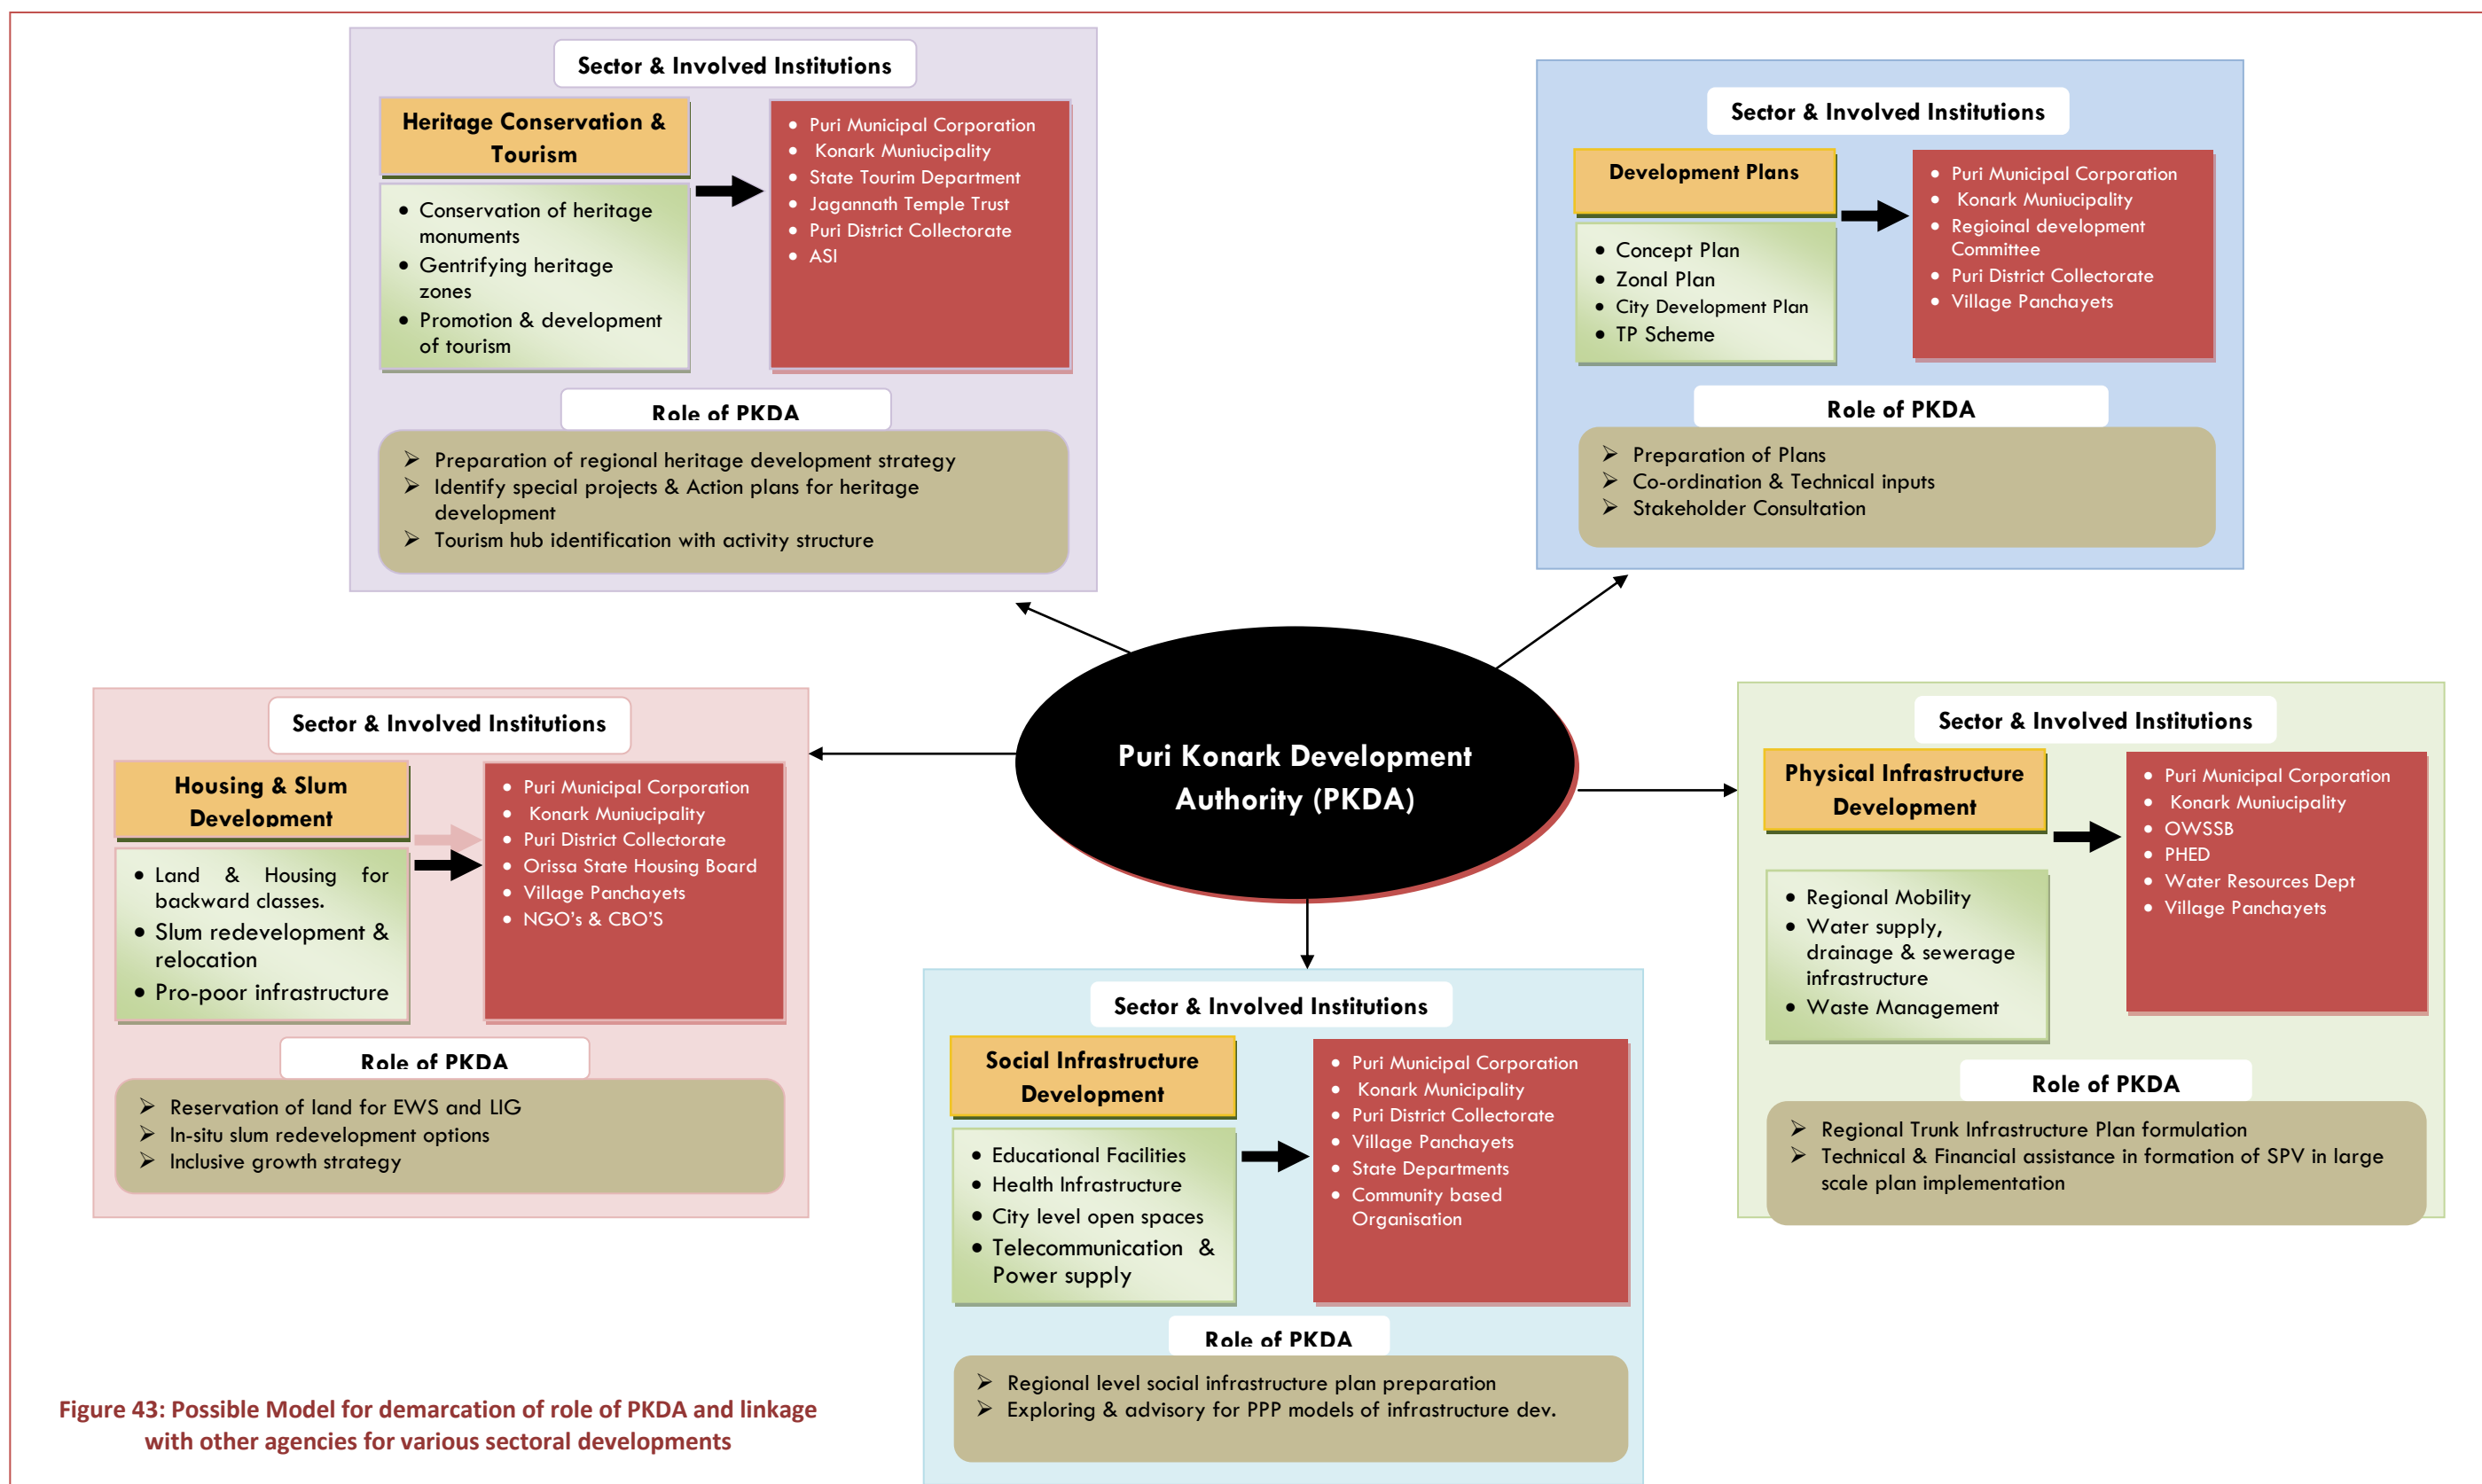 Sector & Involved Institutions
Heritage Conservation &
Tourism
• Conservation of heritage
monuments
• Gentrifying heritage
zones
• Promotion & development
of tourism
• Puri Municipal Corporation
• Konark Muniucipality
• State Tourim Department
• Jagannath Temple Trust
• Puri District Collectorate
• ASI
Role of PKDA
➢ Preparation of regional heritage development strategy
➢ Identify special projects & Action plans for heritage
development
➢ Tourism hub identification with activity structure
Sector & Involved Institutions
Development Plans
• Concept Plan
• Zonal Plan
• City Development Plan
• TP Scheme
• Puri Municipal Corporation
• Konark Muniucipality
• Regioinal development
Committee
• Puri District Collectorate
• Village Panchayets
Role of PKDA
➢ Preparation of Plans
➢ Co-ordination & Technical inputs
➢ Stakeholder Consultation
Puri Konark Development
Authority (PKDA)
Sector & Involved Institutions
Housing & Slum
Development
• Land & Housing for
backward classes.
• Slum redevelopment &
relocation
• Pro-poor infrastructure
• Puri Municipal Corporation
• Konark Muniucipality
• Puri District Collectorate
• Orissa State Housing Board
• Village Panchayets
• NGO's & CBO'S
Role of PKDA
➢ Reservation of land for EWS and LIG
➢ In-situ slum redevelopment options
➢ Inclusive growth strategy
Sector & Involved Institutions
Physical Infrastructure
Development
• Regional Mobility
• Water supply,
drainage & sewerage
infrastructure
• Waste Management
• Puri Municipal Corporation
• Konark Muniucipality
• OWSSB
• PHED
• Water Resources Dept
• Village Panchayets
Role of PKDA
➢ Regional Trunk Infrastructure Plan formulation
➢ Technical & Financial assistance in formation of SPV in large
scale plan implementation
Sector & Involved Institutions
Social Infrastructure
Development
• Educational Facilities
• Health Infrastructure
• City level open spaces
• Telecommunication &
Power supply
• Puri Municipal Corporation
• Konark Municipality
• Puri District Collectorate
• Village Panchayets
• State Departments
• Community based
Organisation
Role of PKDA
➢ Regional level social infrastructure plan preparation
➢ Exploring & advisory for PPP models of infrastructure dev.
Figure 43: Possible Model for demarcation of role of PKDA and linkage
with other agencies for various sectoral developments